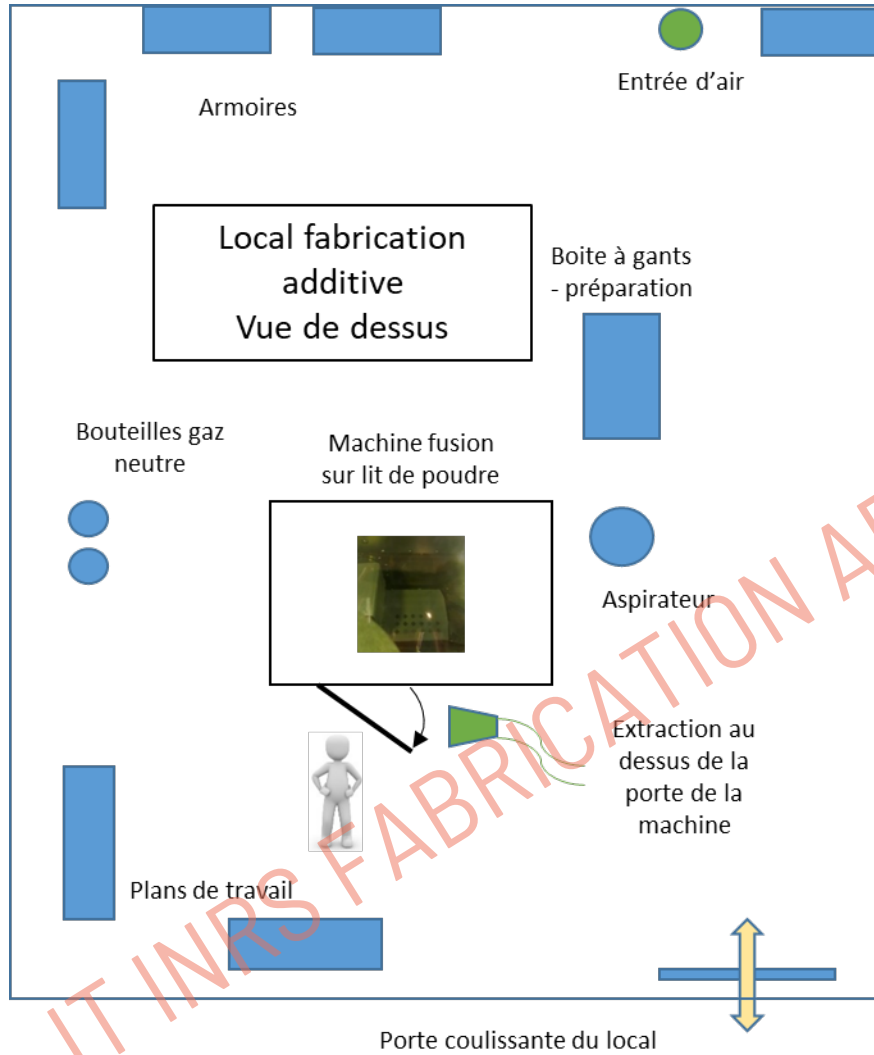 Entrée d’air
Armoires
Local fabrication
additive
Vue de dessus
Boite à gants
- préparation
Bouteilles gaz
neutre
Machine fusion
sur lit de poudre
Aspirateur
Extraction au
dessus de la
porte de la
machine
Plans de travail
Porte coulissante du local
IT INRS FABRICATION